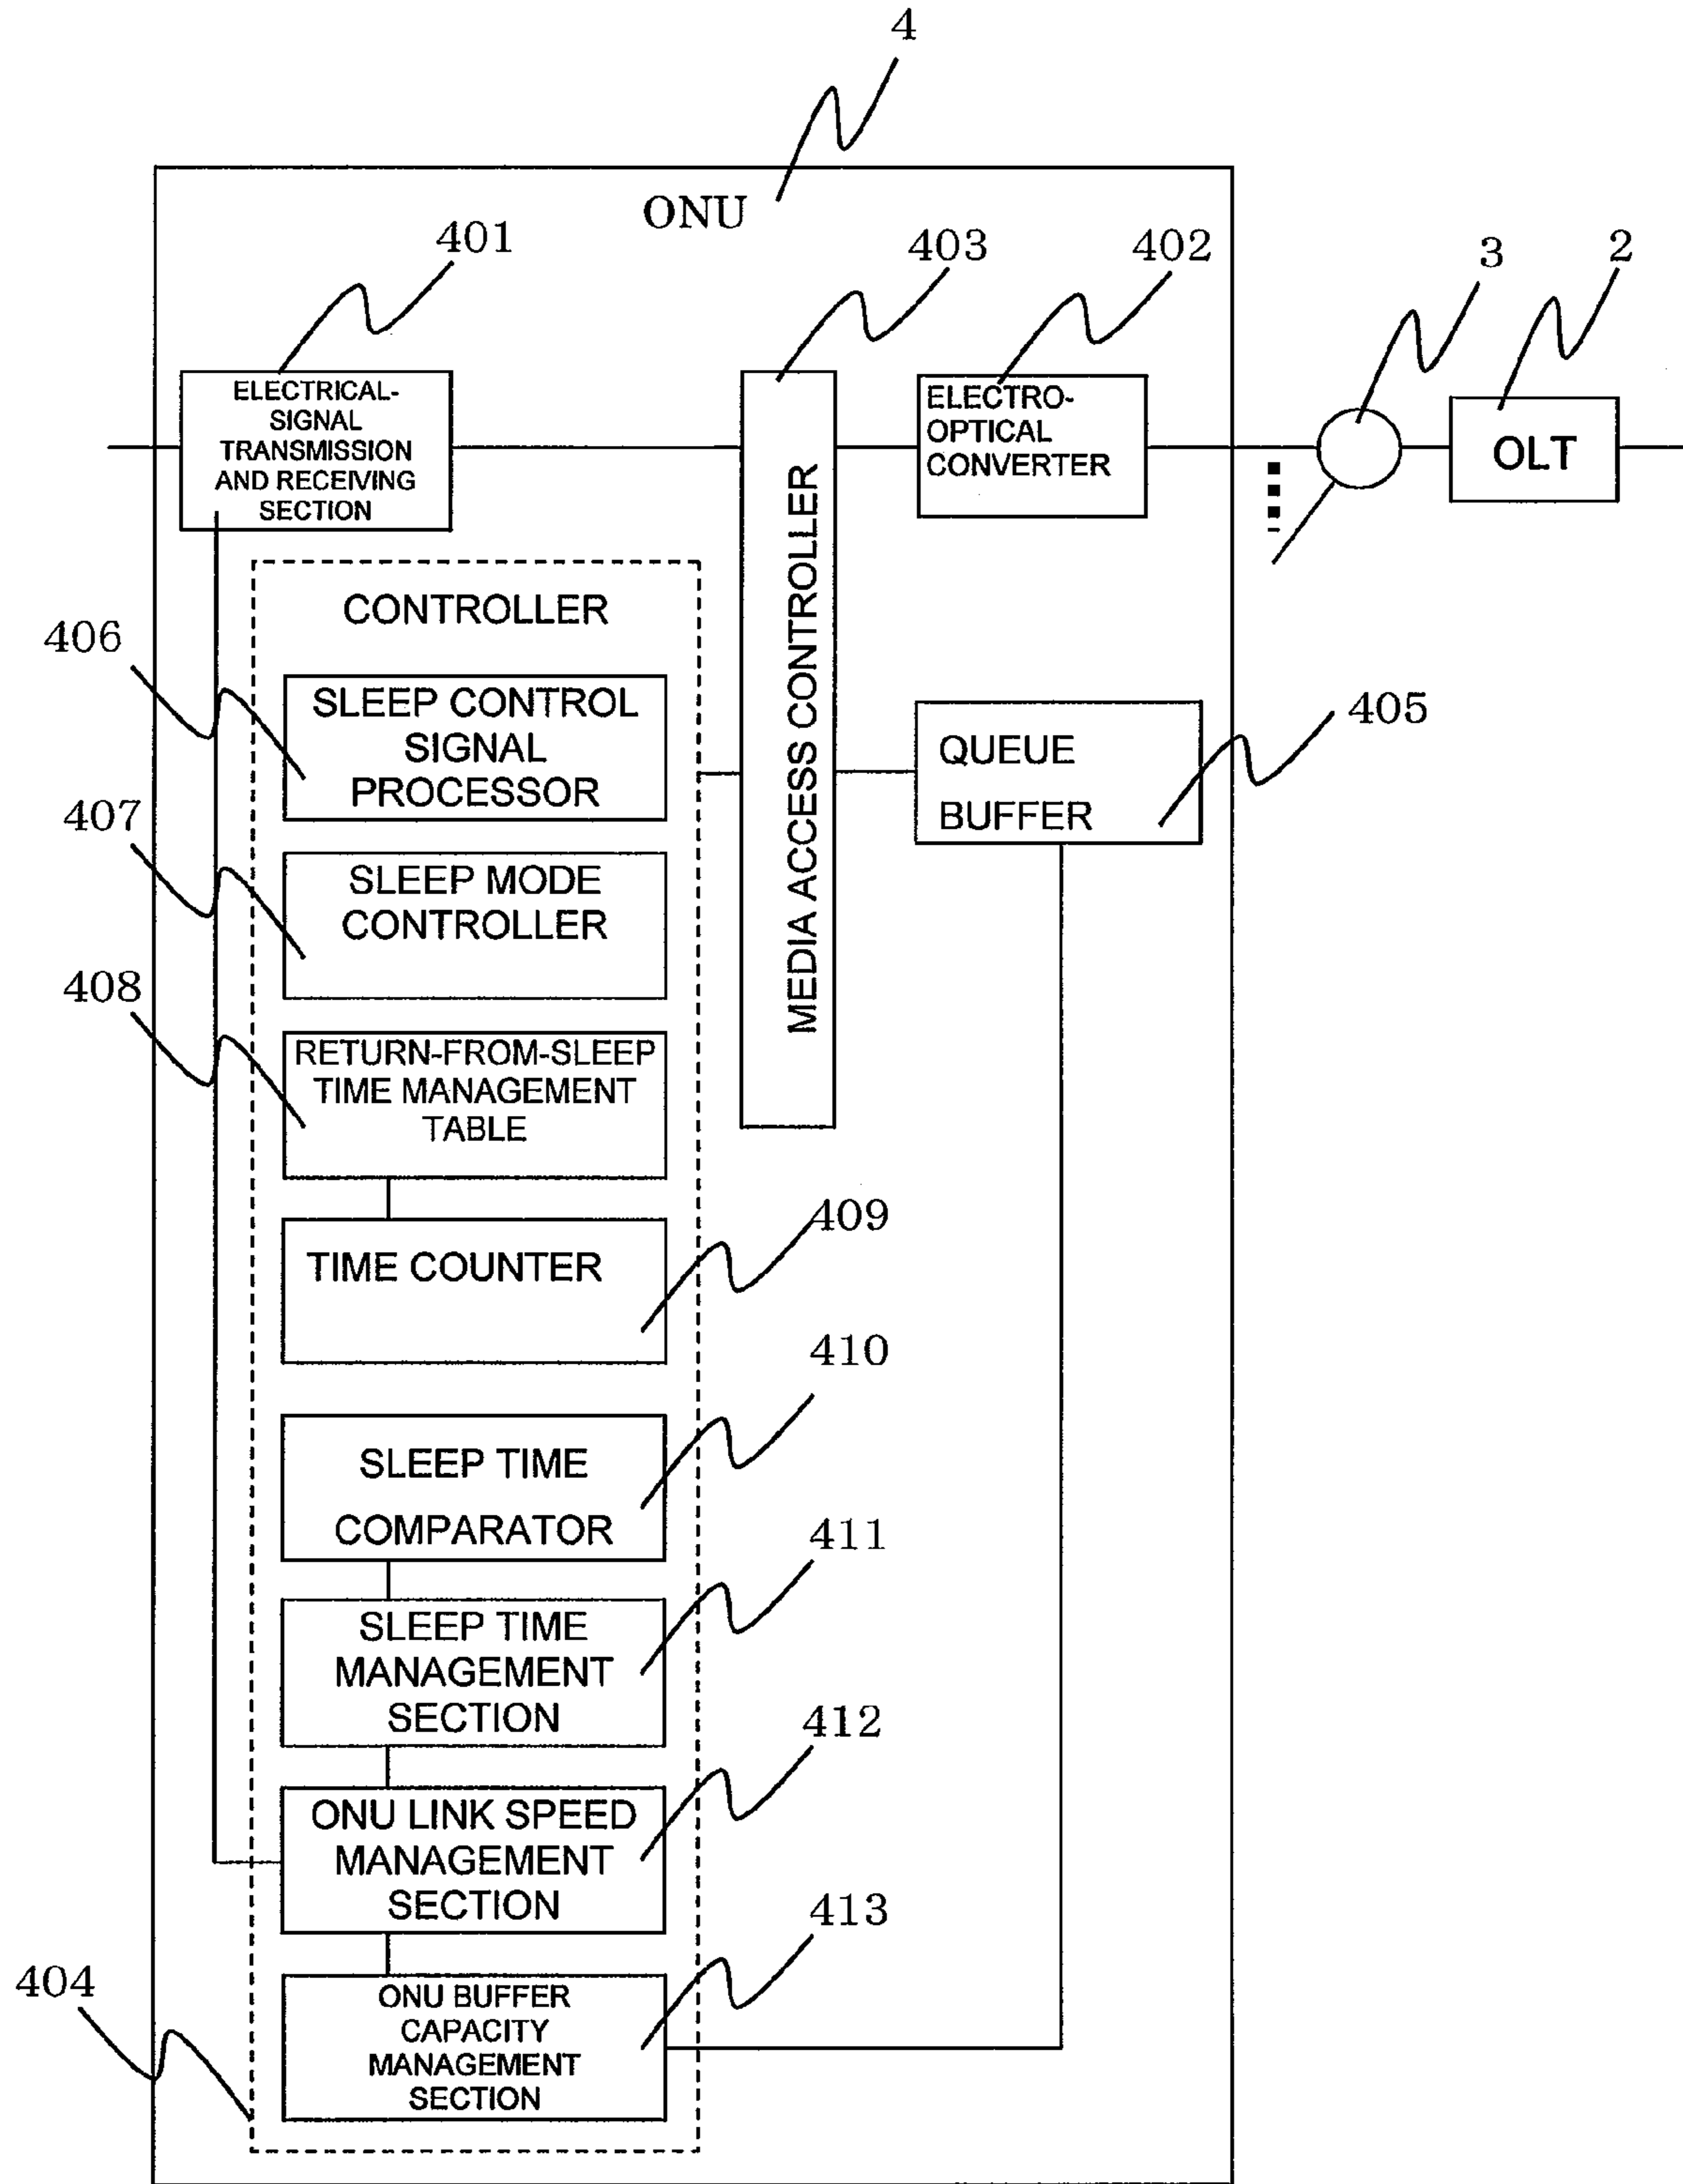 4
ONU
401
403
402
3
2
ELECTRICAL-
SIGNAL
TRANSMISSION
AND RECEIVING
SECTION
ELECTRO-
OPTICAL
CONVERTER
OLT
MEDIA ACCESS CONTROLLER
CONTROLLER
406
SLEEP CONTROL
SIGNAL
PROCESSOR
405
QUEUE
BUFFER
407
SLEEP MODE
CONTROLLER
408
RETURN-FROM-SLEEP
TIME MANAGEMENT
TABLE
409
TIME COUNTER
410
SLEEP TIME
COMPARATOR
411
SLEEP TIME
MANAGEMENT
SECTION
412
ONU LINK SPEED
MANAGEMENT
SECTION
413
404
ONU BUFFER
CAPACITY
MANAGEMENT
SECTION